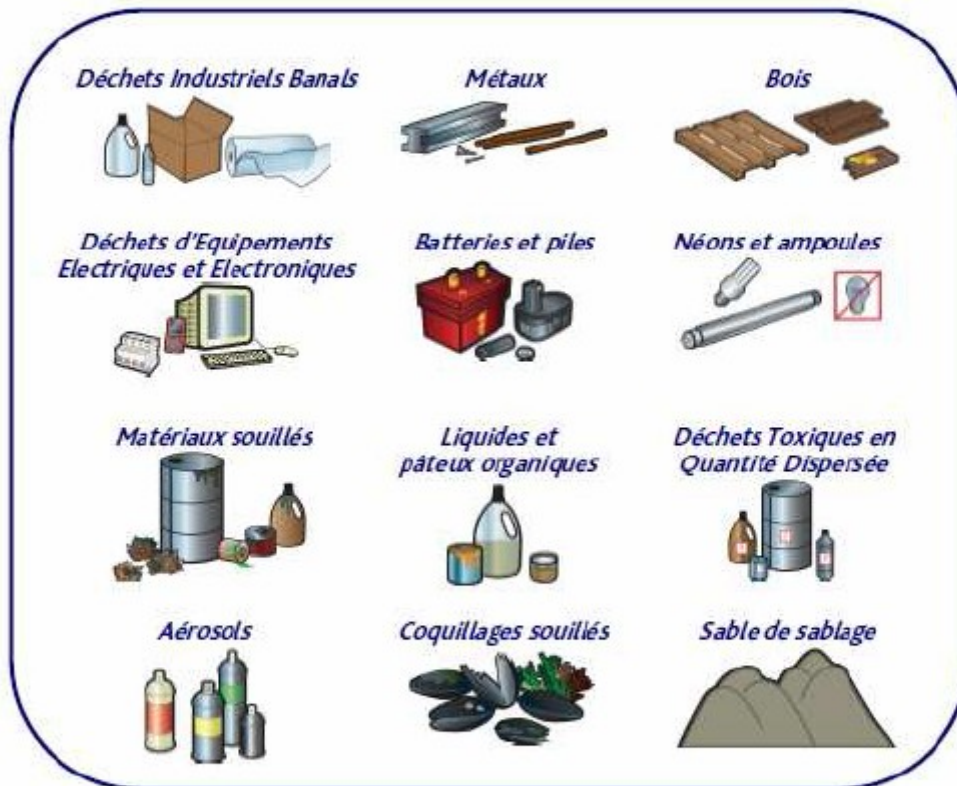 Déchets Industriels Banals
Métaux
Bois
Déchets d'Equipements
Electriques et Electroniques
Batteries et piles
Néons et ampoules
Matériaux souillés
Liquides et
pâteux organiques
Déchets Toxiques en
Quantité Dispersée
Aérosols
Coquillages souillés
Sable de sablage